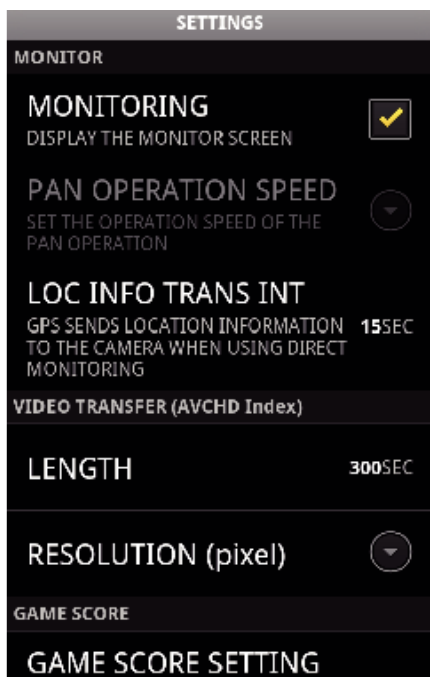 SETTINGS
MONITOR
MONITORING
DISPLAY THE MONITOR SCREEN
PAN OPERATION SPEED
SET THE OPERATION SPEED OF THE
PAN OPERATION
LOC INFO TRANS INT
GPS SENDS LOCATION INFORMATION 15SEC
TO THE CAMERA WHEN USING DIRECT
MONITORING
VIDEO TRANSFER (AVCHD Index)
LENGTH 300SEC
RESOLUTION (pixel)
GAME SCORE
GAME SCORE SETTING